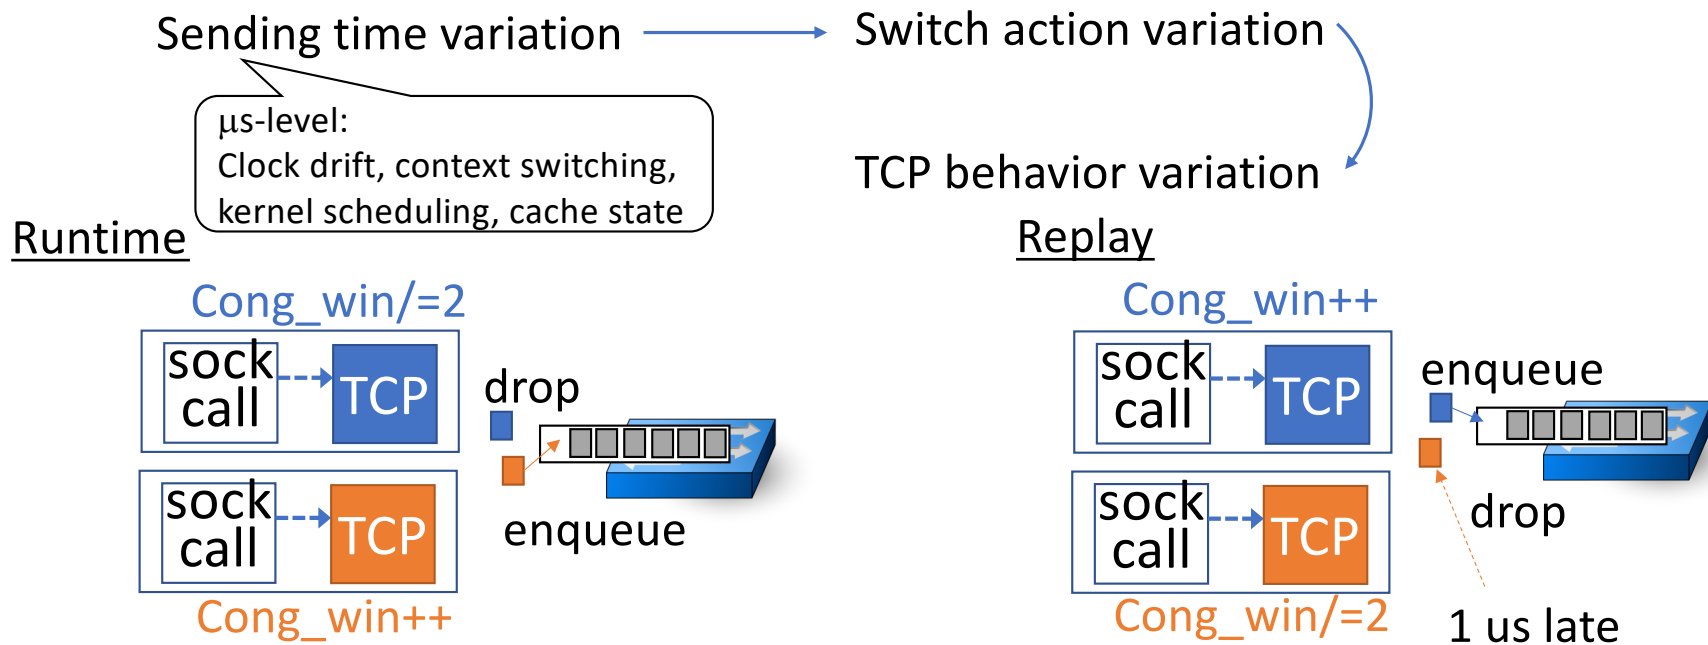 Sending time variation
Switch action variation
μs-level:
Clock drift, context switching,
kernel scheduling, cache state
TCP behavior variation
Runtime
Cong_win/=2
sock
call
TCP
drop
enqueue
sock
call
TCP
Cong_win++
Replay
Cong_win++
sock
call
TCP
enqueue
drop
sock
call
TCP
Cong_win/=2
1 us late